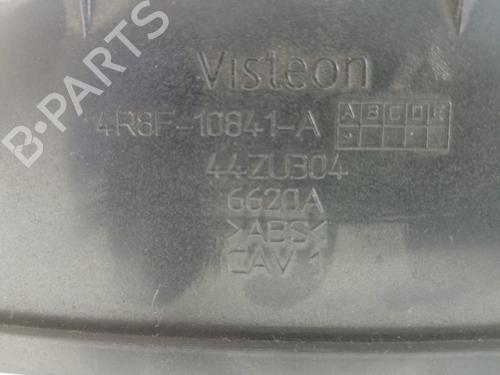 Visteon
4R8F-10841-A ABCDE
44ZU304
6620A
>ABS<
CAV 1
B-PARTS